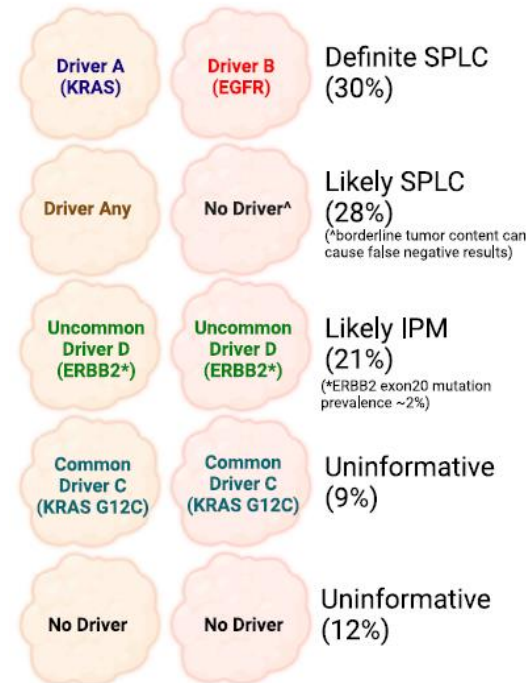 Driver A
(KRAS)
Driver B
(EGFR)
Definite SPLC
(30%)
Driver Any
No Driver^
Likely SPLC
(28%)
(^borderline tumor content can
cause false negative results)
Uncommon
Driver D
(ERBB2*)
Uncommon
Driver D
(ERBB2*)
Likely IPM
(21%)
(*ERBB2 exon20 mutation
prevalence ~2%)
Common
Driver C
(KRAS G12C)
Common
Driver C
(KRAS G12C)
Uninformative
(9%)
No Driver
No Driver
Uninformative
(12%)